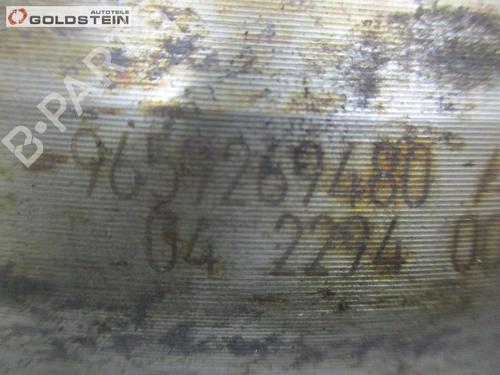 AUTOTEILE
GOLDSTEIN
B-PARTS
9659269480
04 2294